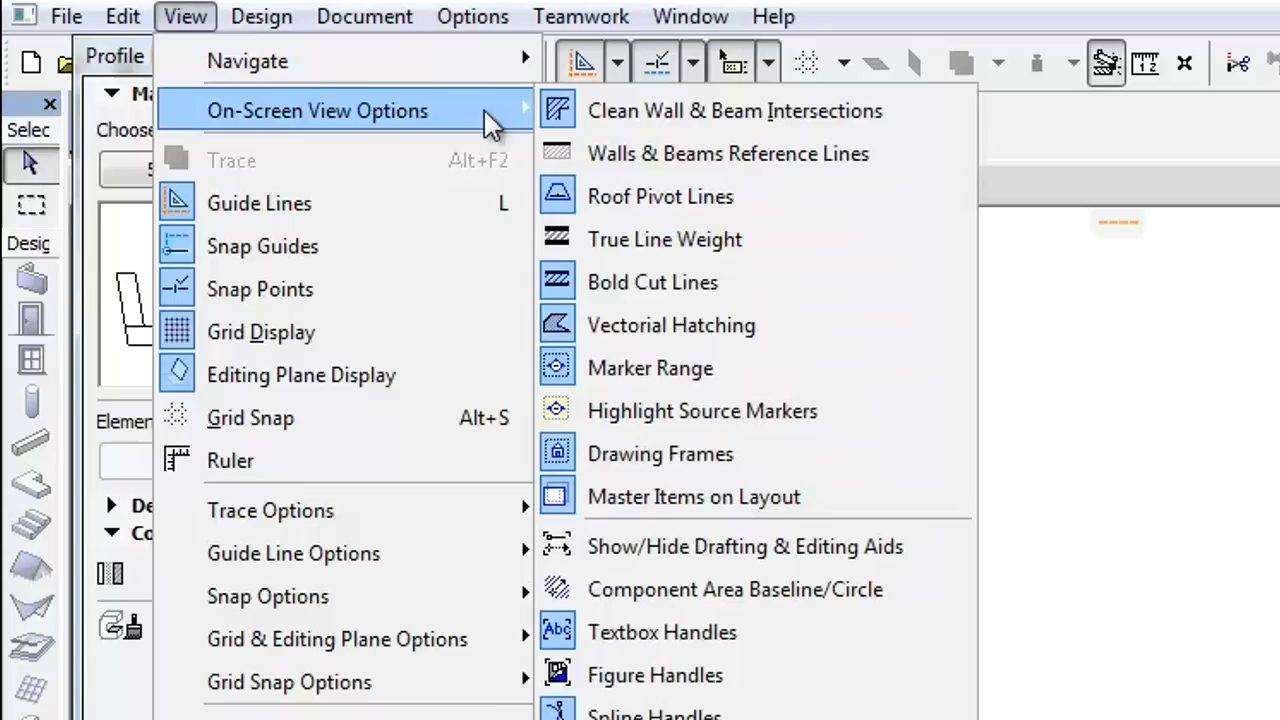 File Edit View Design Document Options Teamwork Window Help
Profile
Navigate
Selec
On-Screen View Options
Choose
Trace Alt+F2
Guide Lines L
Desig
Snap Guides
Snap Points
Grid Display
Editing Plane Display
Grid Snap Alt+S
Elemen
Ruler
De
Trace Options
Co
Guide Line Options
Snap Options
Grid & Editing Plane Options
Grid Snap Options
Clean Wall & Beam Intersections
Walls & Beams Reference Lines
Roof Pivot Lines
True Line Weight
Bold Cut Lines
Vectorial Hatching
Marker Range
Highlight Source Markers
Drawing Frames
Master Items on Layout
Show/Hide Drafting & Editing Aids
Component Area Baseline/Circle
Textbox Handles
Figure Handles
Spline Handles